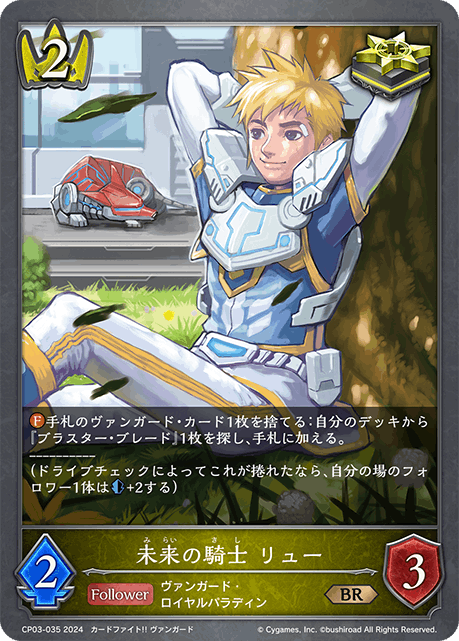 2
F手札のヴァンガード・カード1枚を捨てる：自分のデッキから
『ブラスター・ブレード』1枚を探し、手札に加える。
----------
(ドライブチェックによってこれが捲れたなら、自分の場のフォ
ロワー1体は+2する)
みらい きし
未来の騎士 リュー
2
Follower
ヴァンガード・
ロイヤルパラディン
BR
3
CP03-035 2024 カードファイト!! ヴァンガード
© Cygames, Inc. ©bushiroad All Rights Reserved.